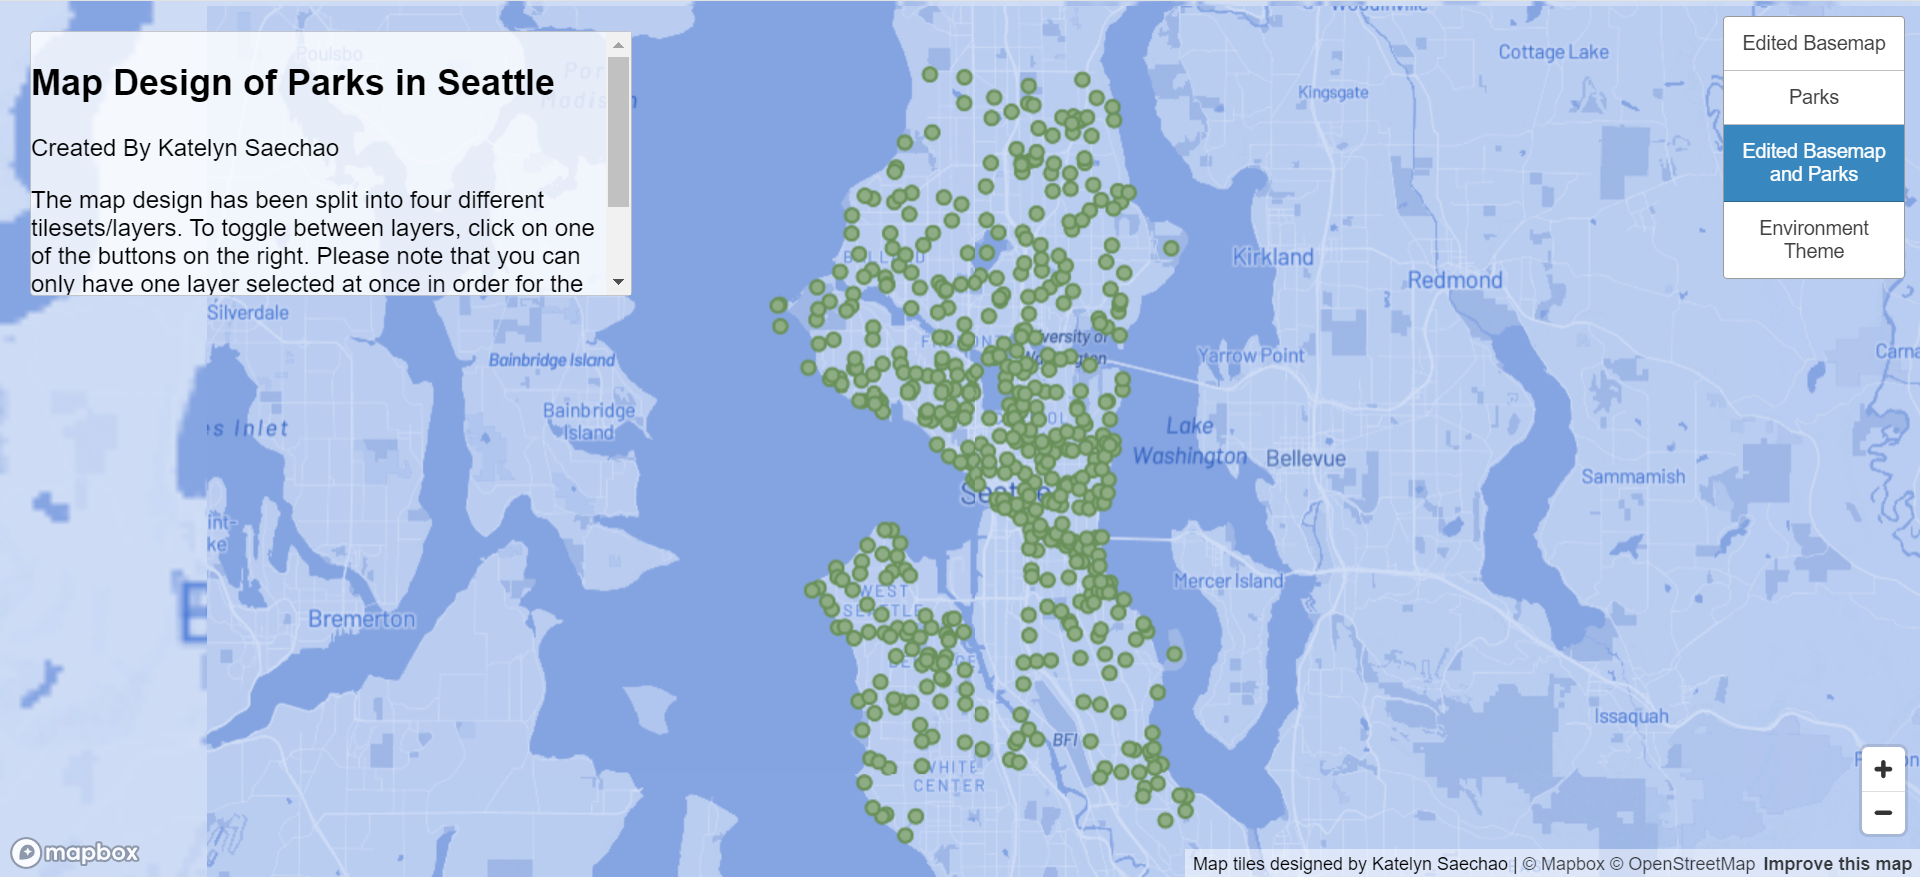 Woodinville
Poulsbo
Map Design of Parks in Seattle
Created By Katelyn Saechao
The map design has been split into four different
tilesets/layers. To toggle between layers, click on one
of the buttons on the right. Please note that you can
only have one layer selected at once in order for the
Edited Basemap
Parks
Edited Basemap
and Parks
Environment
Theme
Cottage Lake
Kingsgate
Kirkland
Redmond
Silverdale
Bainbridge Island
Yarrow Point
Bainbridge
Island
es Inlet
Lake
Washington
Bellevue
Sammamish
Mercer Island
WEST
Bremerton
Issaquah
BFI
WHITE
CENTER
+
−
mapbox
Map tiles designed by Katelyn Saechao | © Mapbox © OpenStreetMap Improve this map